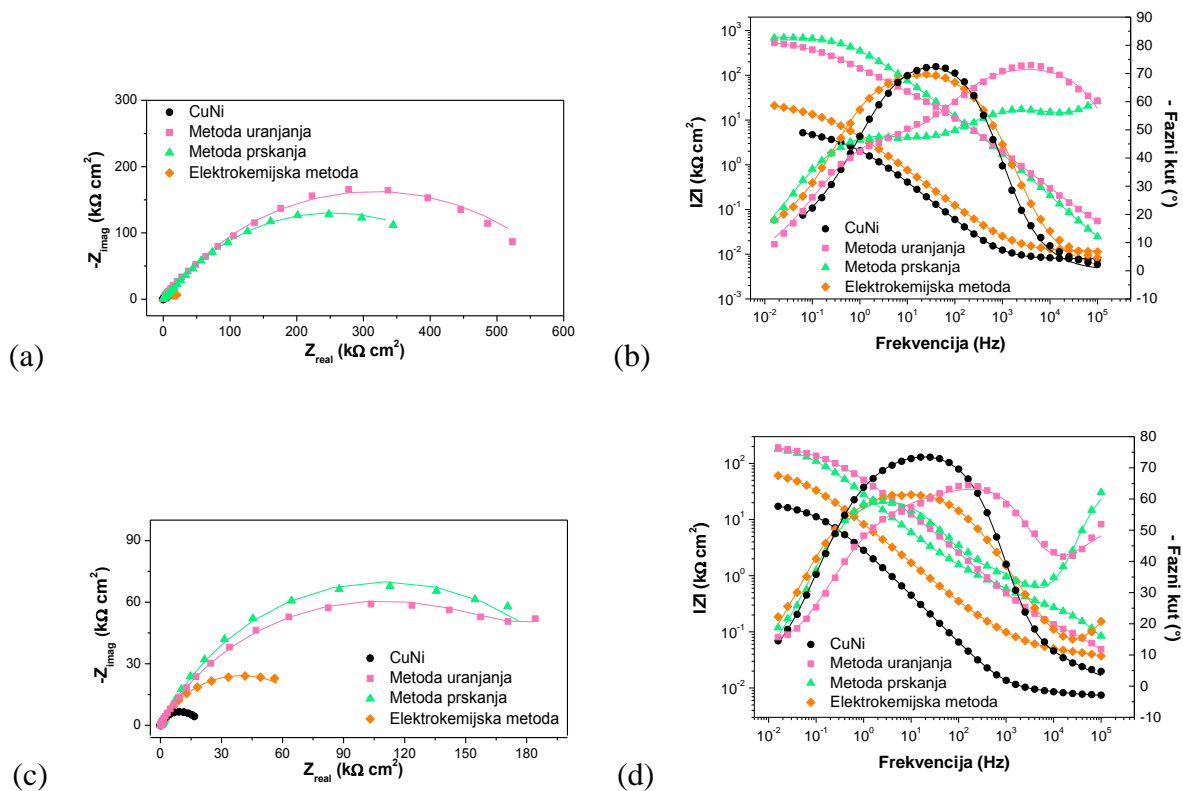 300
200
100
0
-Z_imag (kΩ cm²)
CuNi
Metoda uranjanja
Metoda prskanja
Elektrokemijska metoda
0 100 200 300 400 500 600
Z_real (kΩ cm²)
(a)
10³
10²
10¹
10⁰
10⁻¹
10⁻²
10⁻³
IZI (kΩ cm²)
CuNi
Metoda uranjanja
Metoda prskanja
Elektrokemijska metoda
90
80
70
60
50
40
30
20
10
0
-10
- Fazni kut (°)
10⁻² 10⁻¹ 10⁰ 10¹ 10² 10³ 10⁴ 10⁵
Frekvencija (Hz)
(b)
90
60
30
0
-Z_imag (kΩ cm²)
CuNi
Metoda uranjanja
Metoda prskanja
Elektrokemijska metoda
0 30 60 90 120 150 180
Z_real (kΩ cm²)
(c)
10²
10¹
10⁰
10⁻¹
10⁻²
IZI (kΩ cm²)
CuNi
Metoda uranjanja
Metoda prskanja
Elektrokemijska metoda
80
70
60
50
40
30
20
10
0
-10
- Fazni kut (°)
10⁻² 10⁻¹ 10⁰ 10¹ 10² 10³ 10⁴ 10⁵
Frekvencija (Hz)
(d)